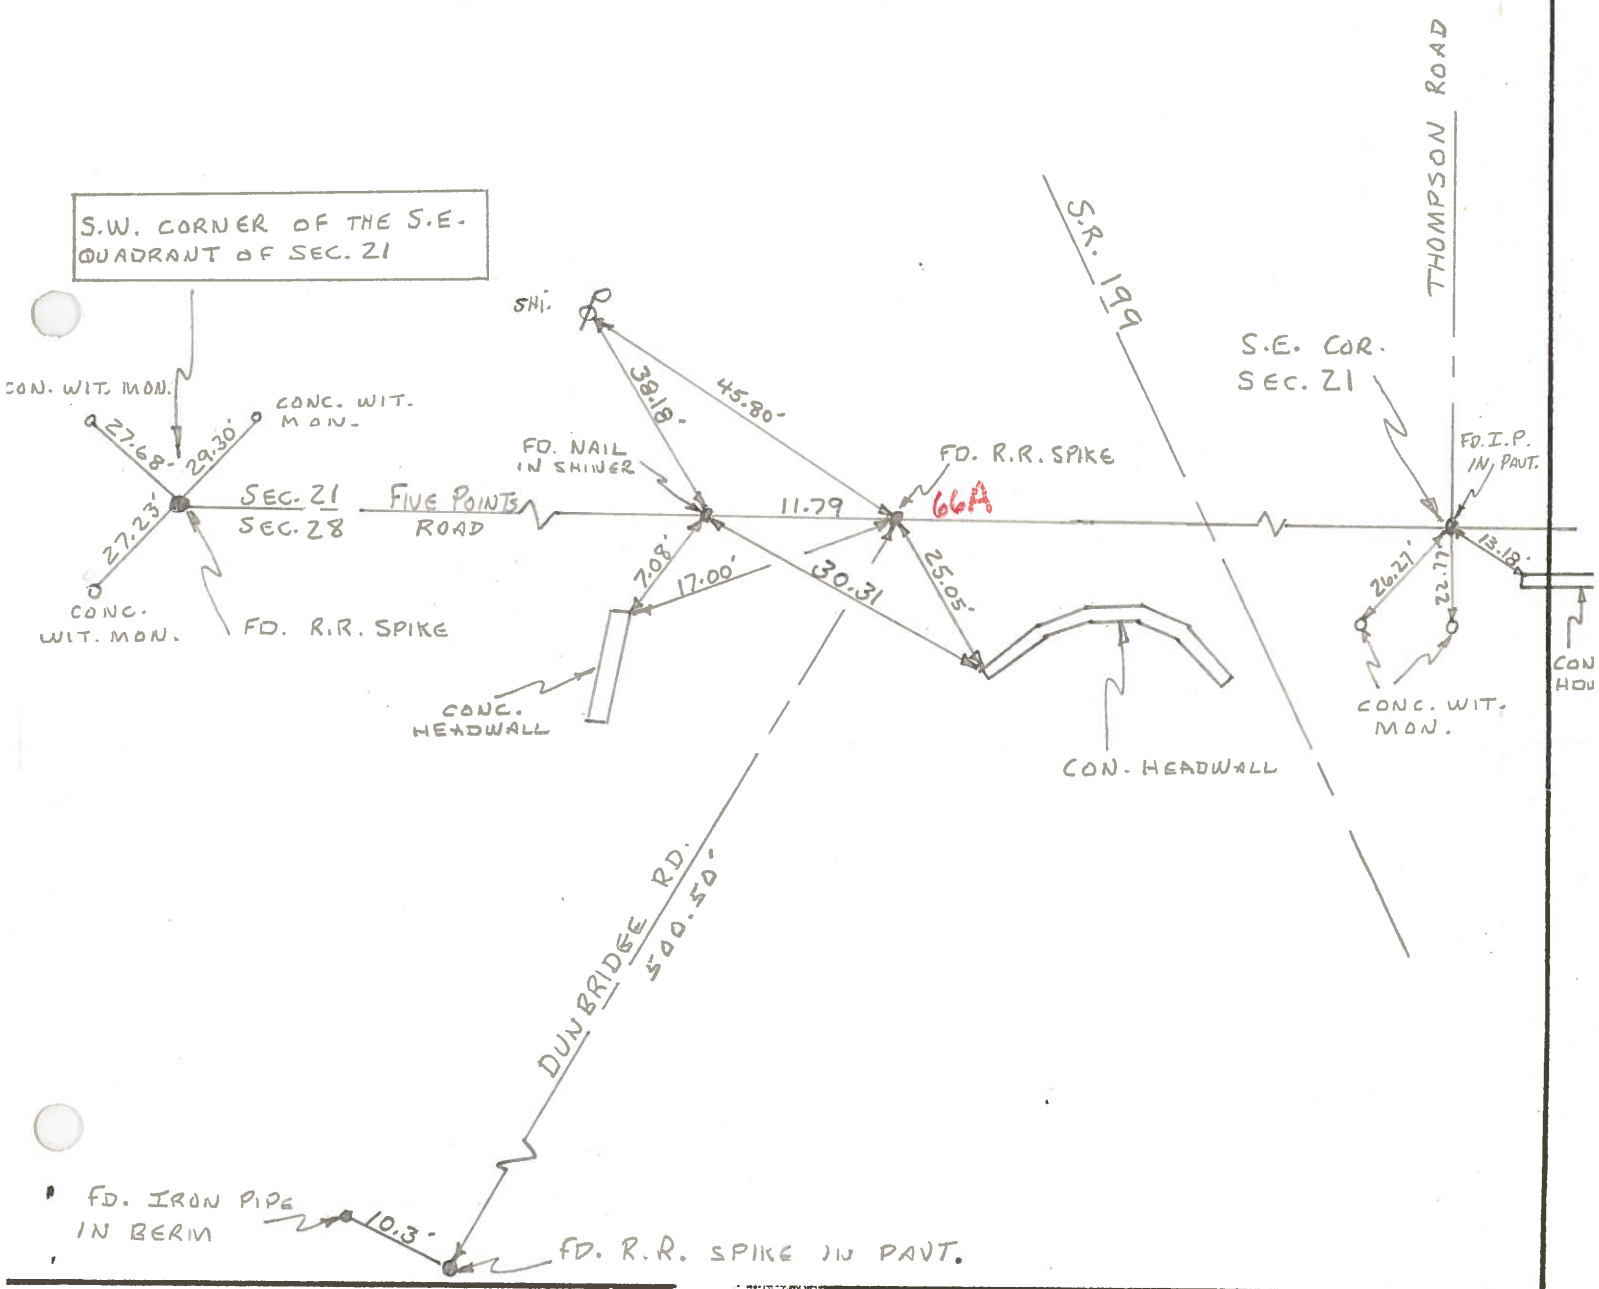 THOMPSON ROAD
S.R. 199
S.W. CORNER OF THE S.E.
QUADRANT OF SEC. 21
SHI.
S.E. COR.
SEC. 21
CON. WIT. MON.
CONC. WIT.
MON.
27.68'
29.30'
27.23'
38.18'
45.80'
FD. NAIL
IN SHINER
FD. R.R. SPIKE
FD. I.P.
IN PAVT.
SEC. 21
SEC. 28
FIVE POINTS
ROAD
11.79
66A
7.08'
17.00'
30.31
25.05'
26.27'
22.77'
13.18'
CONC.
WIT. MON.
FD. R.R. SPIKE
CONC.
HEADWALL
CON. HEADWALL
CONC. WIT.
MON.
CON
HOU
DUNBRIDGE RD.
500.50'
FD. IRON PIPE
IN BERM
10.3'
FD. R.R. SPIKE IN PAVT.